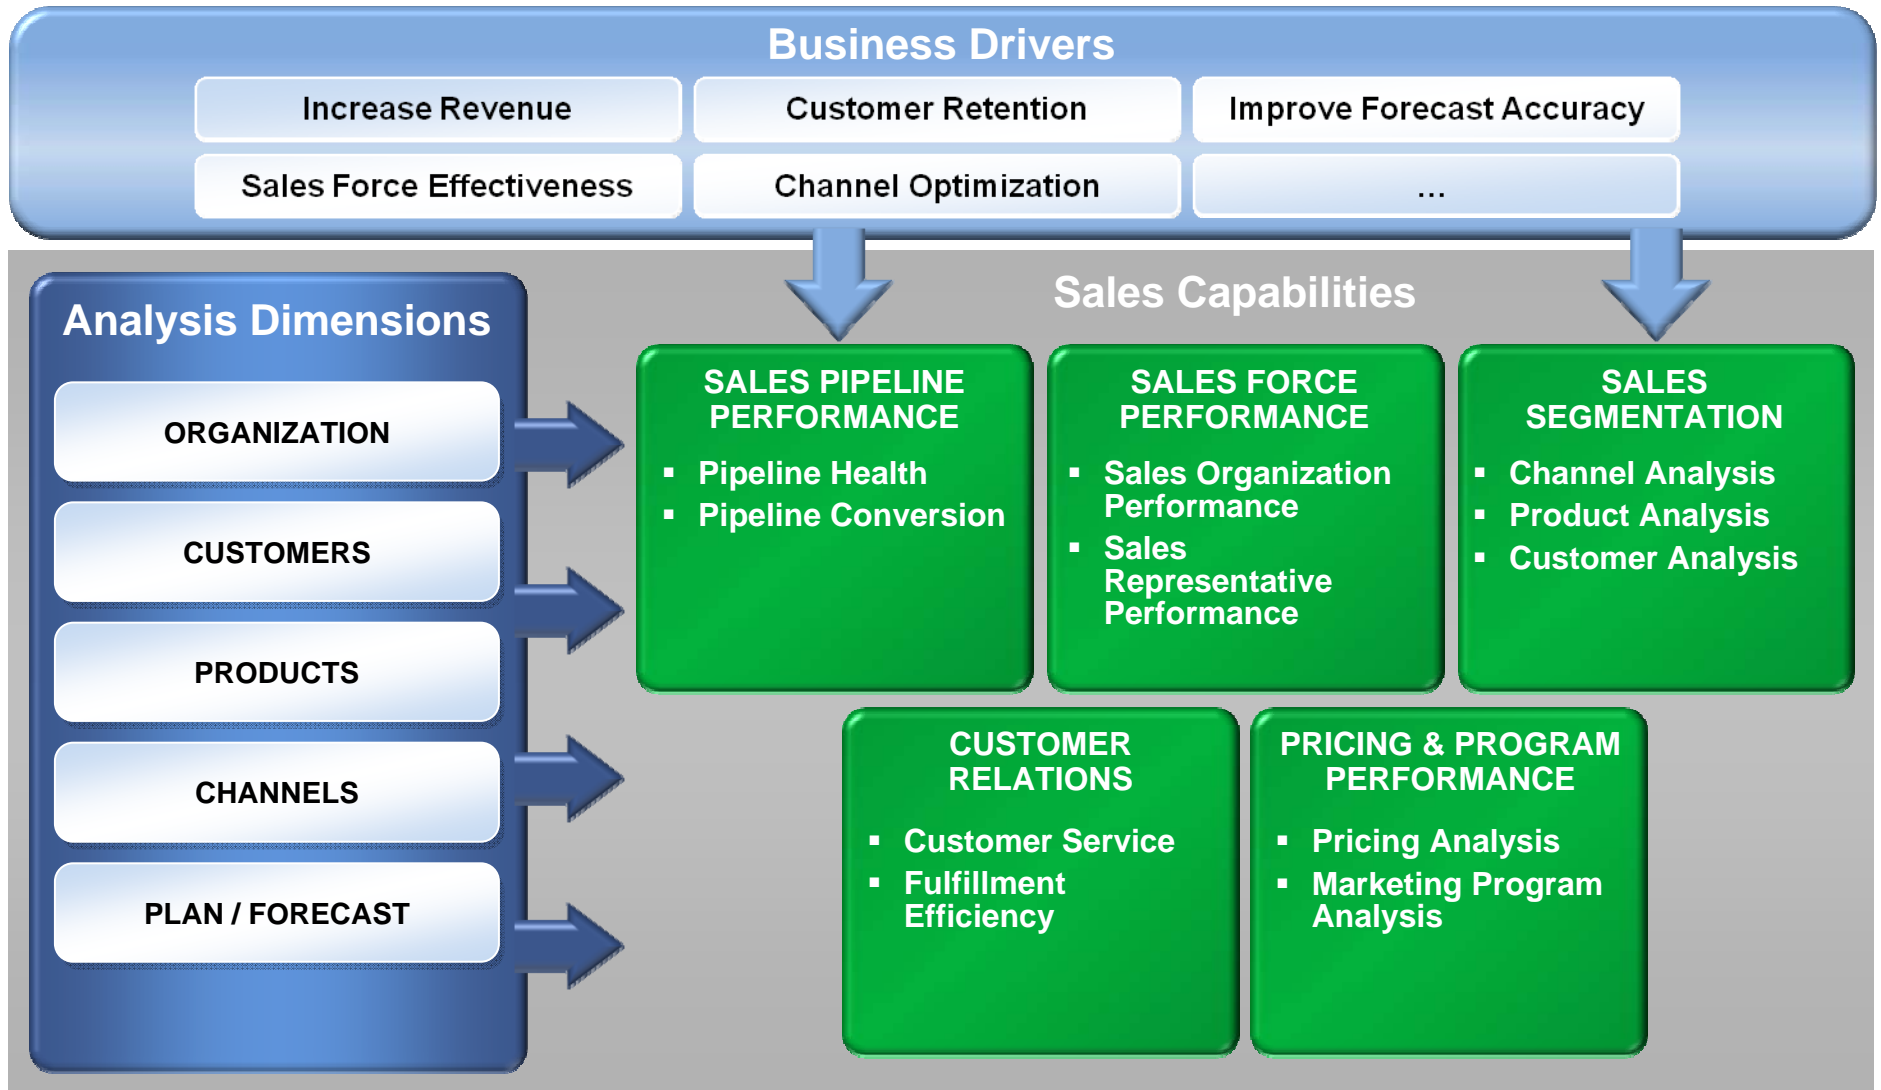 Business Drivers
Increase Revenue
Customer Retention
Improve Forecast Accuracy
Sales Force Effectiveness
Channel Optimization
...
Analysis Dimensions
ORGANIZATION
CUSTOMERS
PRODUCTS
CHANNELS
PLAN / FORECAST
Sales Capabilities
SALES PIPELINE
PERFORMANCE
▪ Pipeline Health
▪ Pipeline Conversion
SALES FORCE
PERFORMANCE
▪ Sales Organization
Performance
▪ Sales
Representative
Performance
SALES
SEGMENTATION
▪ Channel Analysis
▪ Product Analysis
▪ Customer Analysis
CUSTOMER
RELATIONS
▪ Customer Service
▪ Fulfillment
Efficiency
PRICING & PROGRAM
PERFORMANCE
▪ Pricing Analysis
▪ Marketing Program
Analysis